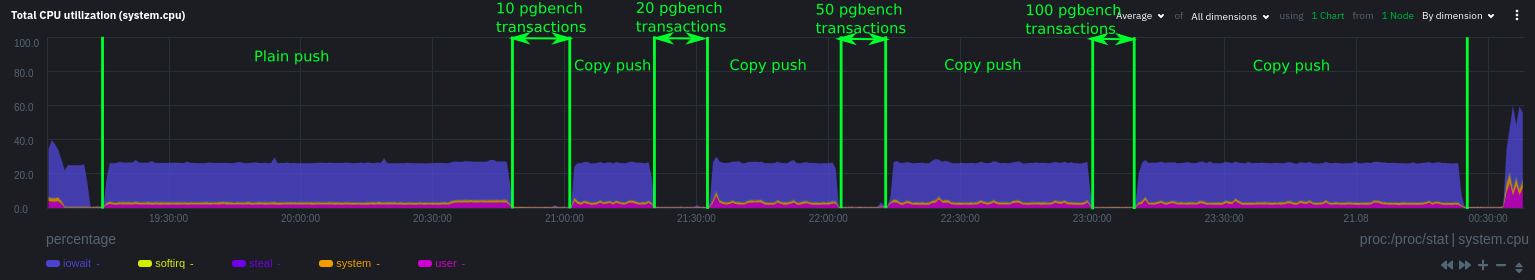 Total CPU utilization (system.cpu)
10 pgbench
transactions
20 pgbench
transactions
50 pgbench
transactions
100 pgbench
transactions
Average of All dimensions using 1 Chart from 1 Node By dimension
Plain push
Copy push
Copy push
Copy push
Copy push
100.0
80.0
60.0
40.0
20.0
0.0
19:30:00 20:00:00 20:30:00 21:00:00 21:30:00 22:00:00 22:30:00 23:00:00 23:30:00 21:08 00:30:00
percentage
proc:/proc/stat | system.cpu
iowait - softirq - steal - system - user -